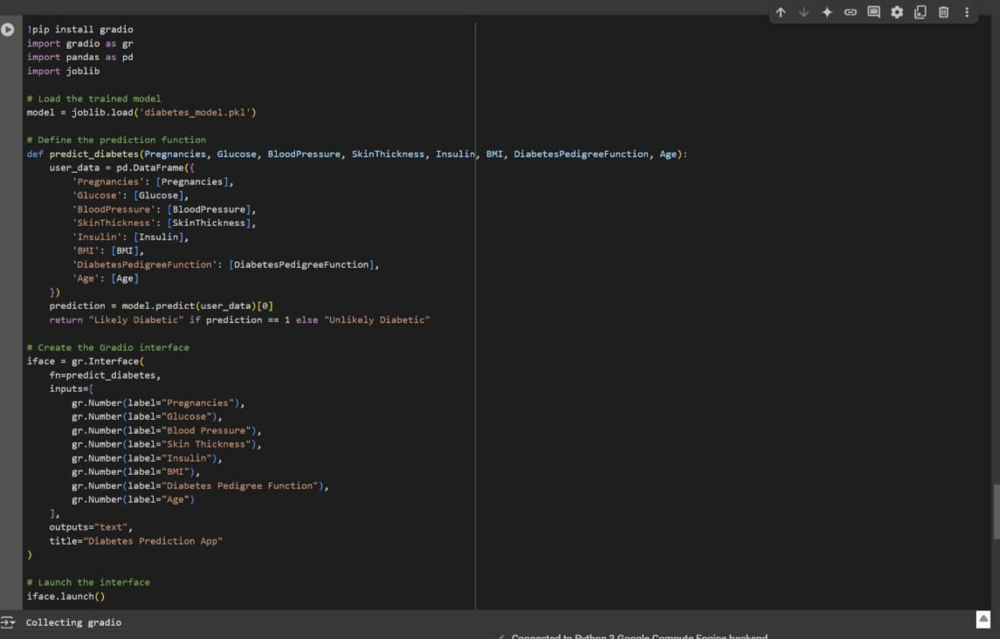 !pip install gradio
import gradio as gr
import pandas as pd
import joblib

# Load the trained model
model = joblib.load('diabetes_model.pkl')

# Define the prediction function
def predict_diabetes(Pregnancies, Glucose, BloodPressure, SkinThickness, Insulin, BMI, DiabetesPedigreeFunction, Age):
    user_data = pd.DataFrame({
        'Pregnancies': [Pregnancies],
        'Glucose': [Glucose],
        'BloodPressure': [BloodPressure],
        'SkinThickness': [SkinThickness],
        'Insulin': [Insulin],
        'BMI': [BMI],
        'DiabetesPedigreeFunction': [DiabetesPedigreeFunction],
        'Age': [Age]
    })
    prediction = model.predict(user_data)[0]
    return "Likely Diabetic" if prediction == 1 else "Unlikely Diabetic"

# Create the Gradio interface
iface = gr.Interface(
    fn=predict_diabetes,
    inputs=[
        gr.Number(label="Pregnancies"),
        gr.Number(label="Glucose"),
        gr.Number(label="Blood Pressure"),
        gr.Number(label="Skin Thickness"),
        gr.Number(label="Insulin"),
        gr.Number(label="BMI"),
        gr.Number(label="Diabetes Pedigree Function"),
        gr.Number(label="Age")
    ],
    outputs="text",
    title="Diabetes Prediction App"
)

# Launch the interface
iface.launch()
Collecting gradio
Connected to Python 3 Google Compute Engine backend